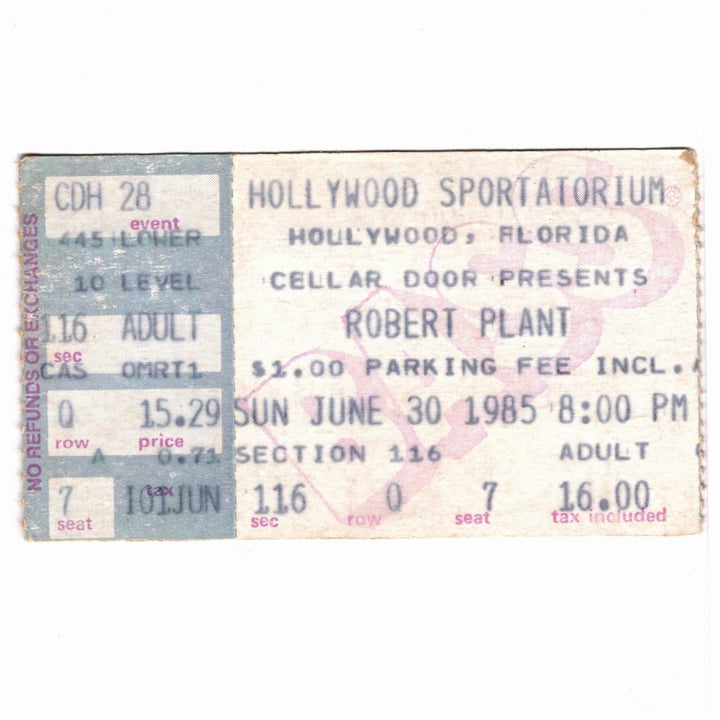 NO REFUNDS OR EXCHANGES
CDH 28
event
445 LOWER
10 LEVEL
116 ADULT
sec
CAS OMRT1
Q 15.29
row price
A 0.71
tax
7 101JUN
seat
HOLLYWOOD SPORTATORIUM
HOLLYWOOD, FLORIDA
CELLAR DOOR PRESENTS
ROBERT PLANT
$1.00 PARKING FEE INCL.
SUN JUNE 30 1985 8:00 PM
SECTION 116 ADULT
116 Q 7 16.00
sec row seat tax included